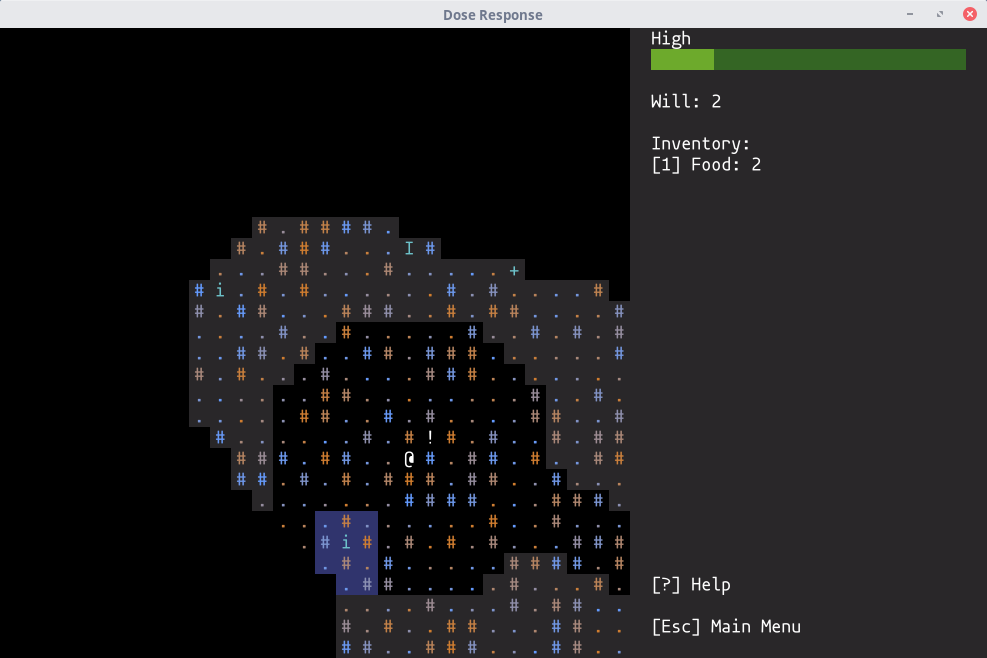 Dose Response
High
Will: 2
Inventory:
[1] Food: 2
[?] Help
[Esc] Main Menu